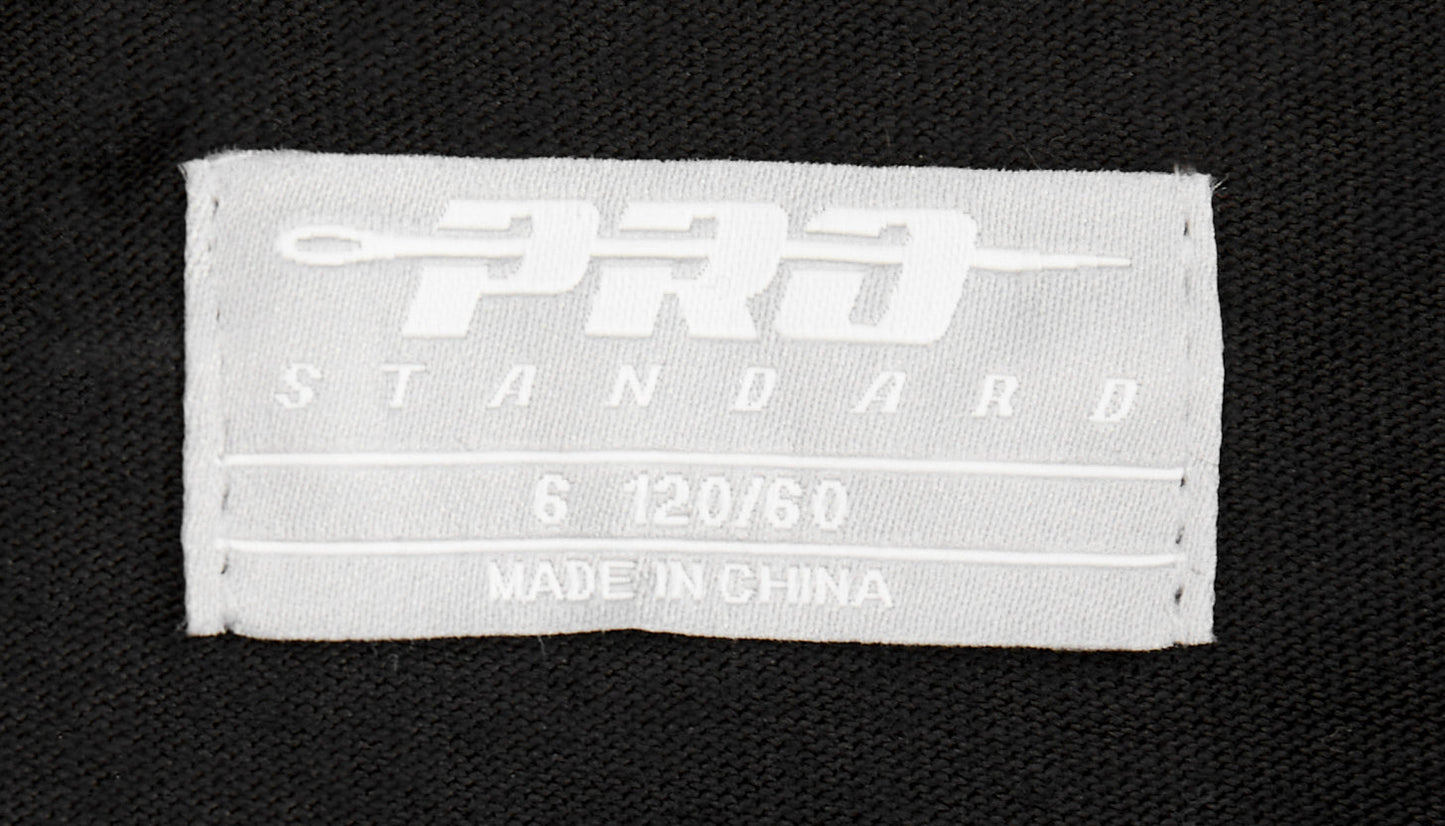 PRO
STANDARD
6 120/60
MADE IN CHINA